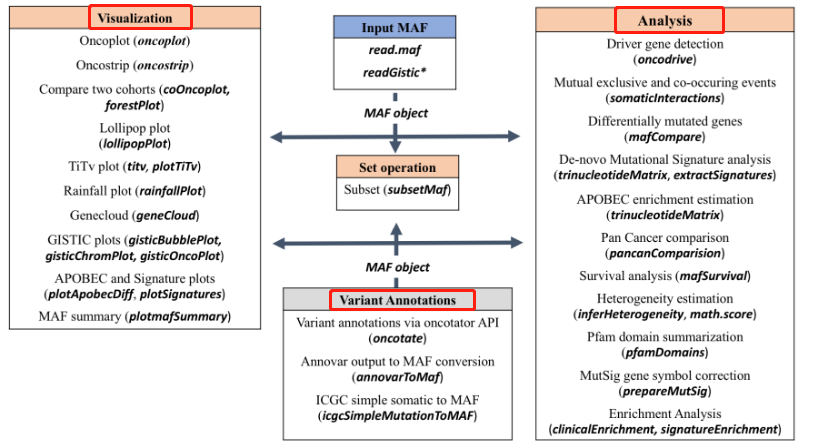 Visualization
Oncoplot (oncoplot)
Oncostrip (oncostrip)
Compare two cohorts (coOncoplot,
forestPlot)
Lollipop plot
(lollipopPlot)
TiTv plot (titv, plotTiTv)
Rainfall plot (rainfallPlot)
Genecloud (geneCloud)
GISTIC plots (gisticBubblePlot,
gisticChromPlot, gisticOncoPlot)
APOBEC and Signature plots
(plotApobecDiff, plotSignatures)
MAF summary (plotmafSummary)
Input MAF
read.maf
readGistic*
MAF object
Set operation
Subset (subsetMaf)
MAF object
Variant Annotations
Variant annotations via oncotator API
(oncotate)
Annovar output to MAF conversion
(annovarToMaf)
ICGC simple somatic to MAF
(icgcSimpleMutationToMAF)
Analysis
Driver gene detection
(oncodrive)
Mutual exclusive and co-occuring events
(somaticInteractions)
Differentially mutated genes
(mafCompare)
De-novo Mutational Signature analysis
(trinucleotideMatrix, extractSignatures)
APOBEC enrichment estimation
(trinucleotideMatrix)
Pan Cancer comparison
(pancanComparision)
Survival analysis (mafSurvival)
Heterogeneity estimation
(inferHeterogeneity, math.score)
Pfam domain summarization
(pfamDomains)
MutSig gene symbol correction
(prepareMutSig)
Enrichment Analysis
(clinicalEnrichment, signatureEnrichment)